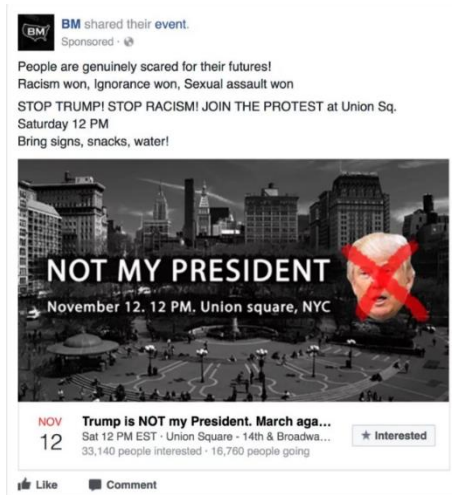 BM
BM shared their event.
Sponsored ·
People are genuinely scared for their futures!
Racism won, Ignorance won, Sexual assault won
STOP TRUMP! STOP RACISM! JOIN THE PROTEST at Union Sq.
Saturday 12 PM
Bring signs, snacks, water!
NOT MY PRESIDENT
November 12. 12 PM. Union square, NYC
NOV
12
Trump is NOT my President. March aga...
Sat 12 PM EST · Union Square - 14th & Broadwa...
33,140 people interested · 16,760 people going
★ Interested
Like
Comment